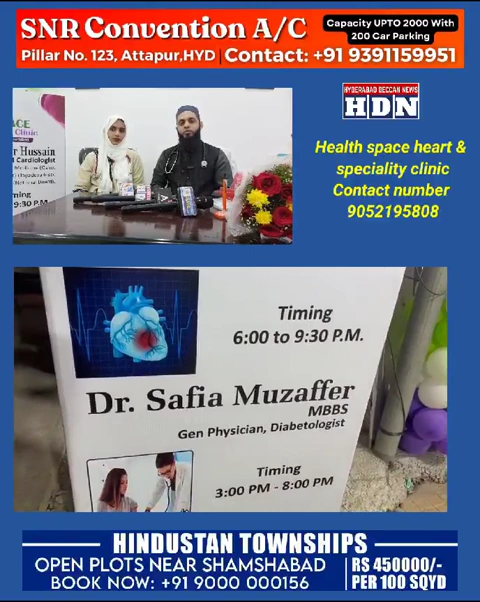 SNR Convention A/C
Capacity UPTO 2000 With
200 Car Parking
Pillar No. 123, Attapur,HYD | Contact: +91 9391159951
HYDERABAD DECCAN NEWS
HDN
Health space heart &
speciality clinic
Contact number
9052195808
Clinic
Hussain
Cardiologist
ming
9:30 P.M.
Timing
6:00 to 9:30 P.M.
Dr. Safia Muzaffer
MBBS
Gen Physician, Diabetologist
Timing
3:00 PM - 8:00 PM
HINDUSTAN TOWNSHIPS
OPEN PLOTS NEAR SHAMSHABAD
BOOK NOW: +91 9000 000156
RS 450000/-
PER 100 SQYD